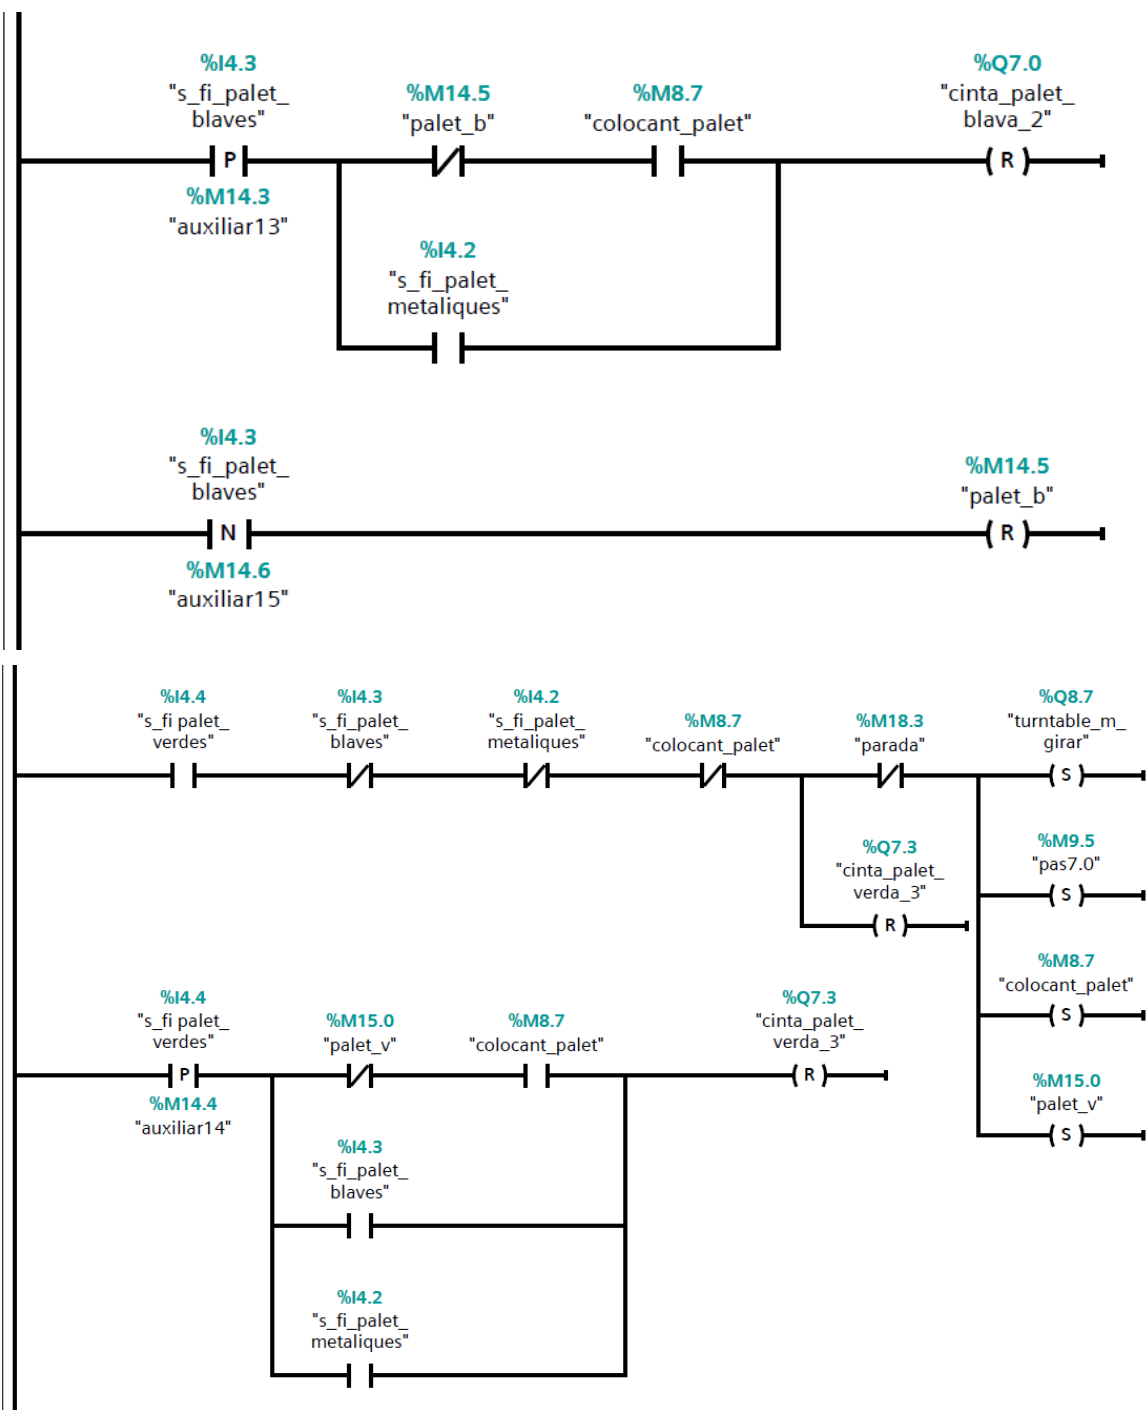 %I4.3
"s_fi_palet_
blaves"
P
%M14.3
"auxiliar13"
%M14.5
"palet_b"
%M8.7
"colocant_palet"
%Q7.0
"cinta_palet_
blava_2"
R
%I4.2
"s_fi_palet_
metaliques"
%I4.3
"s_fi_palet_
blaves"
N
%M14.6
"auxiliar15"
%M14.5
"palet_b"
R
%I4.4
"s_fi palet_
verdes"
%I4.3
"s_fi_palet_
blaves"
%I4.2
"s_fi_palet_
metaliques"
%M8.7
"colocant_palet"
%M18.3
"parada"
%Q8.7
"turntable_m_
girar"
S
%Q7.3
"cinta_palet_
verda_3"
R
%M9.5
"pas7.0"
S
%M8.7
"colocant_palet"
S
%M15.0
"palet_v"
S
%I4.4
"s_fi palet_
verdes"
P
%M14.4
"auxiliar14"
%M15.0
"palet_v"
%M8.7
"colocant_palet"
%Q7.3
"cinta_palet_
verda_3"
R
%I4.3
"s_fi_palet_
blaves"
%I4.2
"s_fi_palet_
metaliques"